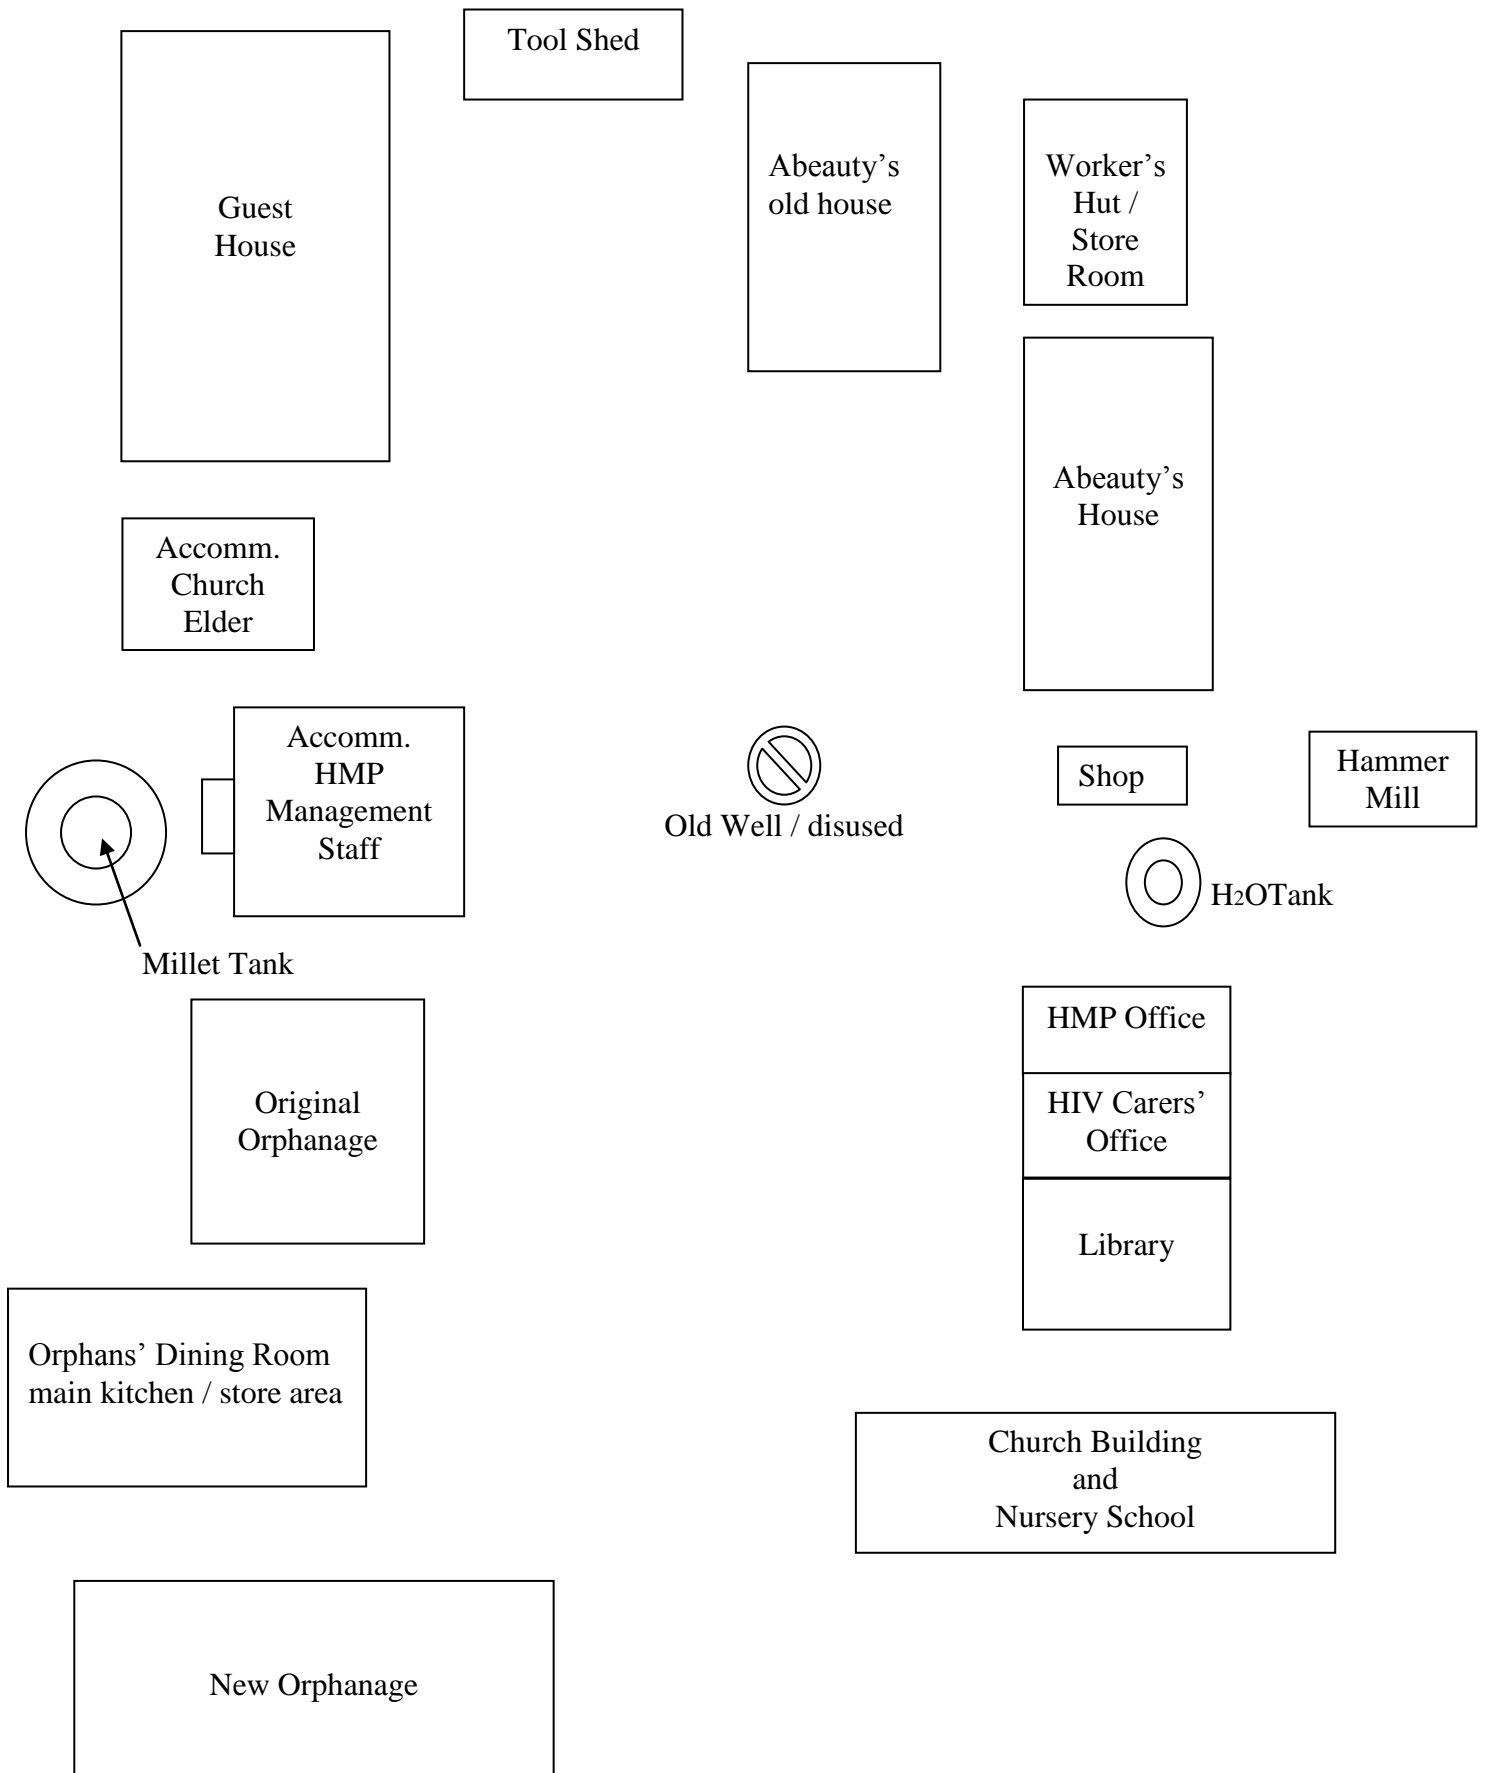 Tool Shed
Guest
House
Abeauty’s
old house
Worker’s
Hut /
Store
Room
Abeauty’s
House
Accomm.
Church
Elder
Accomm.
HMP
Management
Staff
Millet Tank
Old Well / disused
Shop
Hammer
Mill
H2OTank
Original
Orphanage
HMP Office
HIV Carers’
Office
Library
Orphans’ Dining Room
main kitchen / store area
Church Building
and
Nursery School
New Orphanage